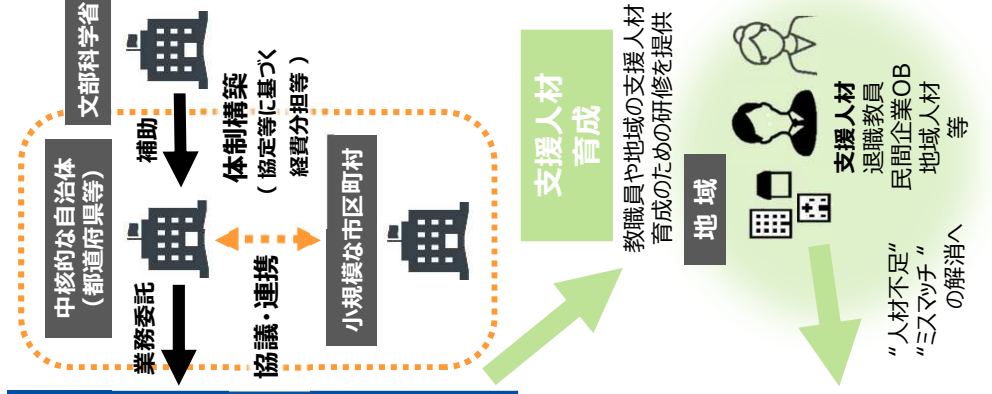 文部科学省
補助
体制構築
（ 協定等に基づく
経費分担等 ）
中核的な自治体
（都道府県等）
業務委託
協議・連携
小規模な市区町村
支援人材
育成
教職員や地域の支援人材
育成のための研修を提供
地 域
支援人材
退職教員
民間企業OB
地域人材
等
“人材不足“
“ミスマッチ“
の解消へ